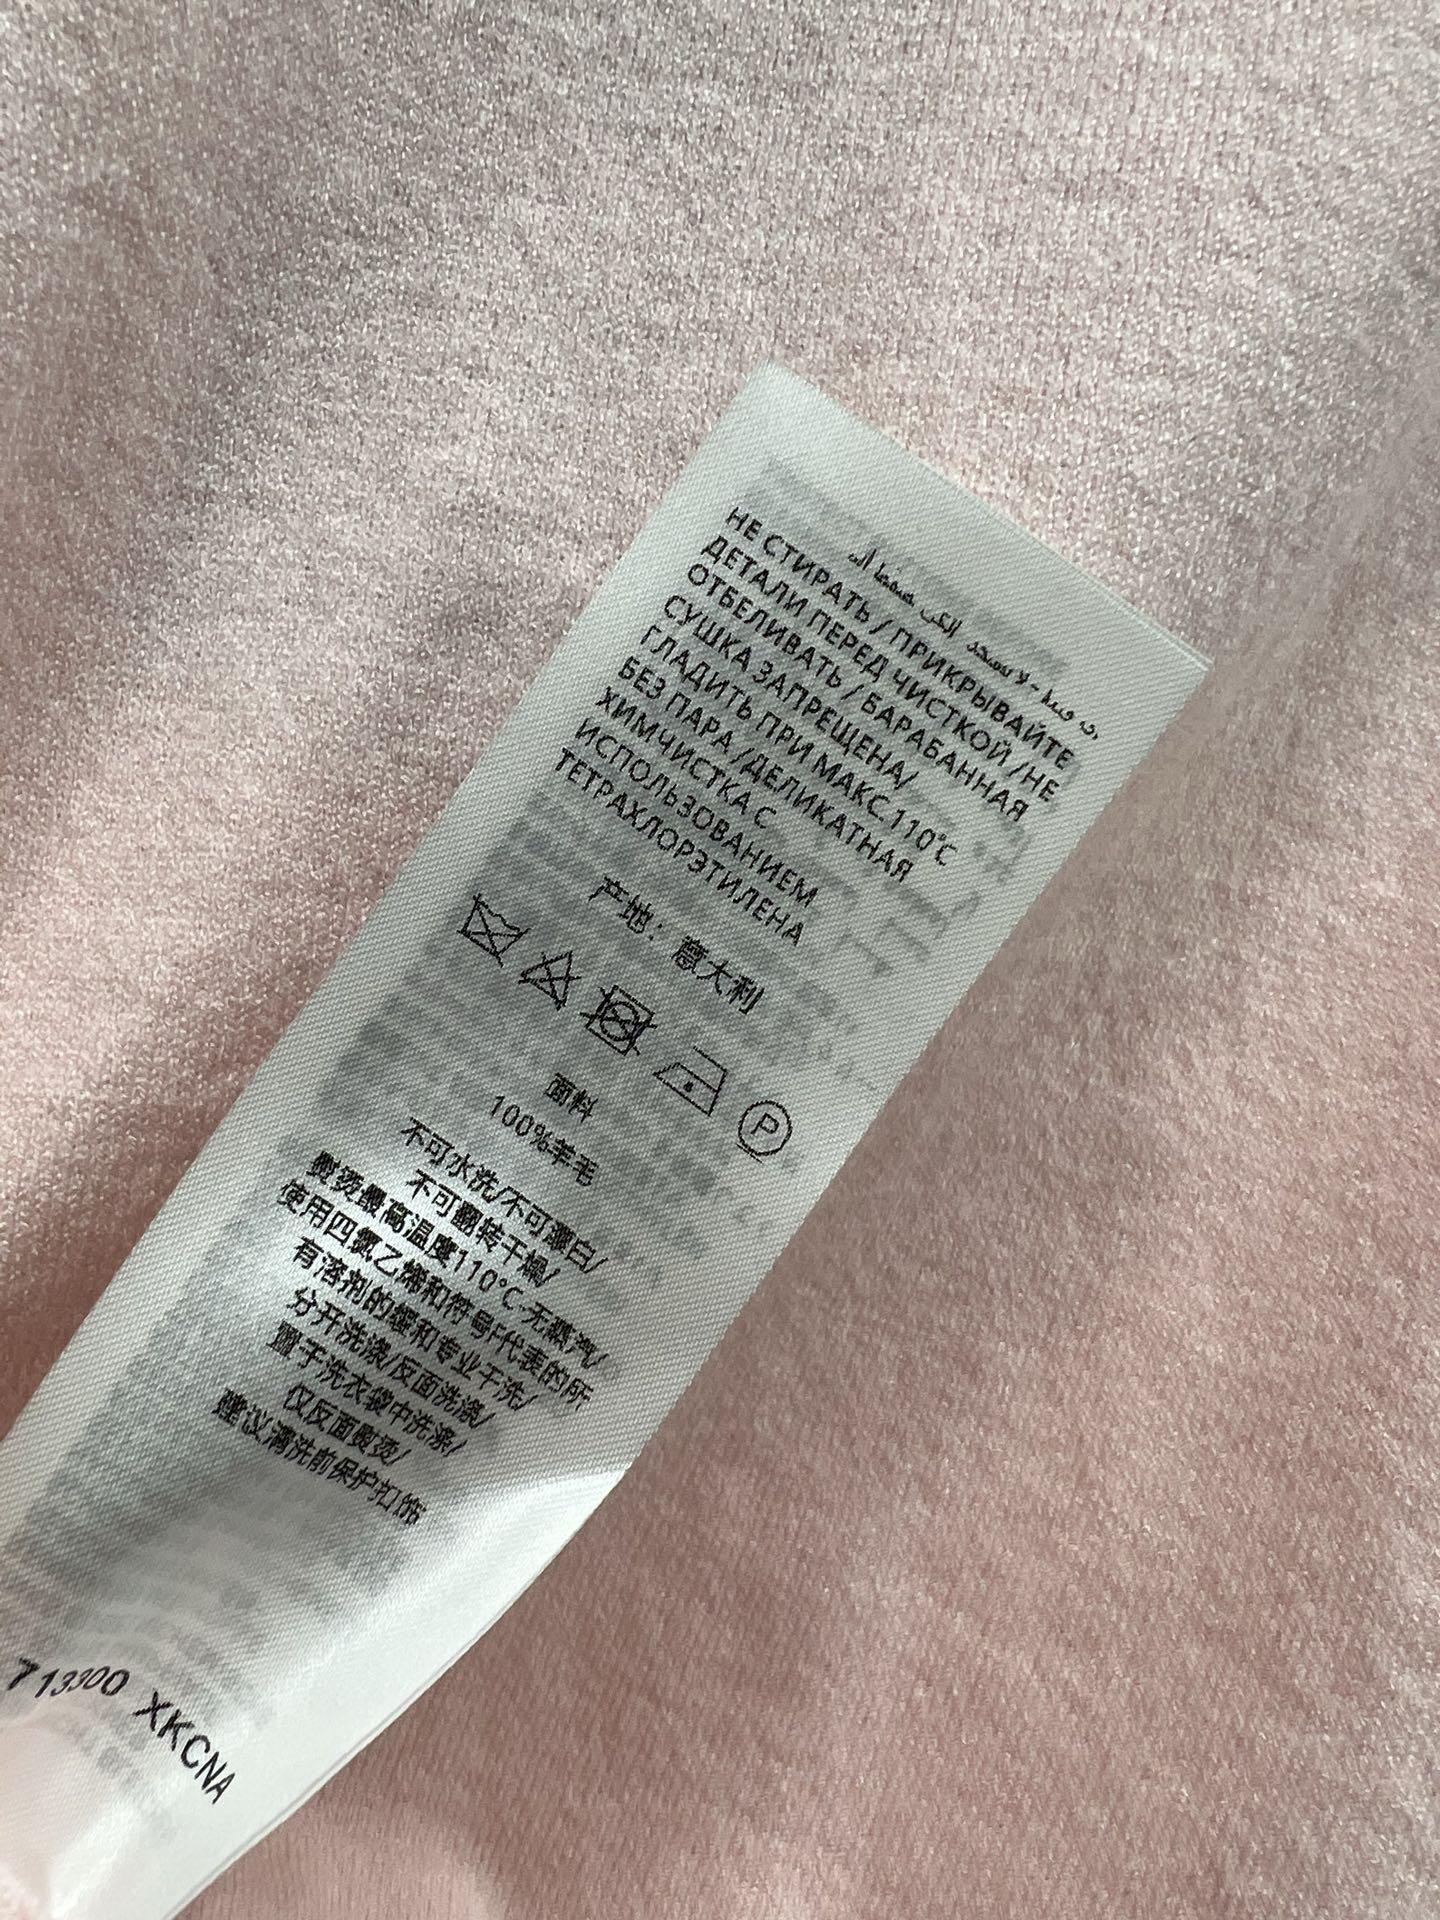 НЕ СТИРАТЬ / ПРИКРЫВАЙТЕ
ДЕТАЛИ ПЕРЕД ЧИСТКОЙ /НЕ
ОТБЕЛИВАТЬ / БАРАБАННАЯ
СУШКА ЗАПРЕЩЕНА/
ГЛАДИТЬ ПРИ МАКС.110°C
БЕЗ ПАРА /ДЕЛИКАТНАЯ
ХИМЧИСТКА С
ИСПОЛЬЗОВАНИЕМ
ТЕТРАХЛОРЭТИЛЕНА
产地：意大利
P
面料
100%羊毛
不可水洗/不可漂白/
不可翻转干燥/
熨烫最高温度110°C-无蒸汽/
使用四氯乙烯和符号F代表的所
有溶剂的缓和专业干洗/
分开洗涤/反面洗涤/
置于洗衣袋中洗涤/
仅反面熨烫/
建议清洗前保护扣饰
713300 XKCNA